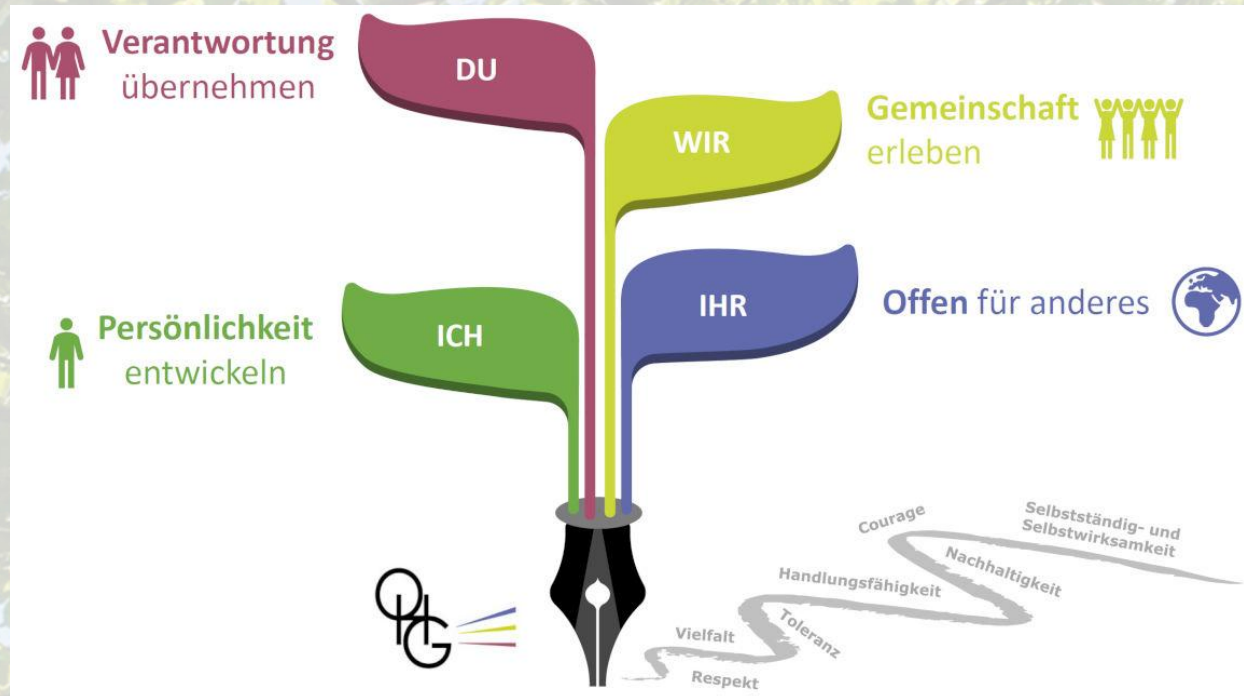 Verantwortung
übernehmen
DU
WIR
Gemeinschaft
erleben
Persönlichkeit
entwickeln
ICH
IHR
Offen für anderes
OHG
Respekt
Vielfalt
Toleranz
Handlungsfähigkeit
Nachhaltigkeit
Courage
Selbstständig- und
Selbstwirksamkeit